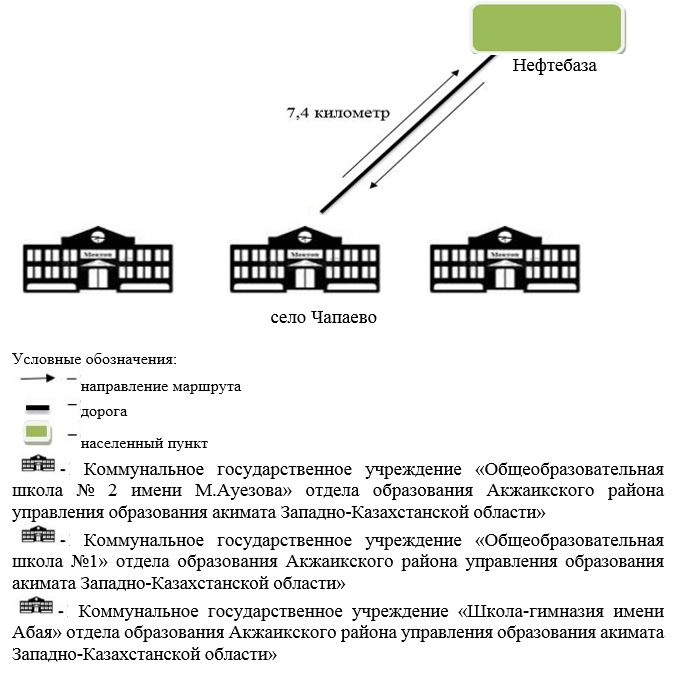 Нефтебаза
7,4 километр
Мектеп Мектеп Мектеп
село Чапаево
Условные обозначения:
– направление маршрута
– дорога
– населенный пункт
- Коммунальное государственное учреждение «Общеобразовательная
школа № 2 имени М.Ауезова» отдела образования Акжаикского района
управления образования акимата Западно-Казахстанской области»
- Коммунальное государственное учреждение «Общеобразовательная
школа №1» отдела образования Акжаикского района управления образования
акимата Западно-Казахстанской области»
- Коммунальное государственное учреждение «Школа-гимназия имени
Абая» отдела образования Акжаикского района управления образования акимата
Западно-Казахстанской области»